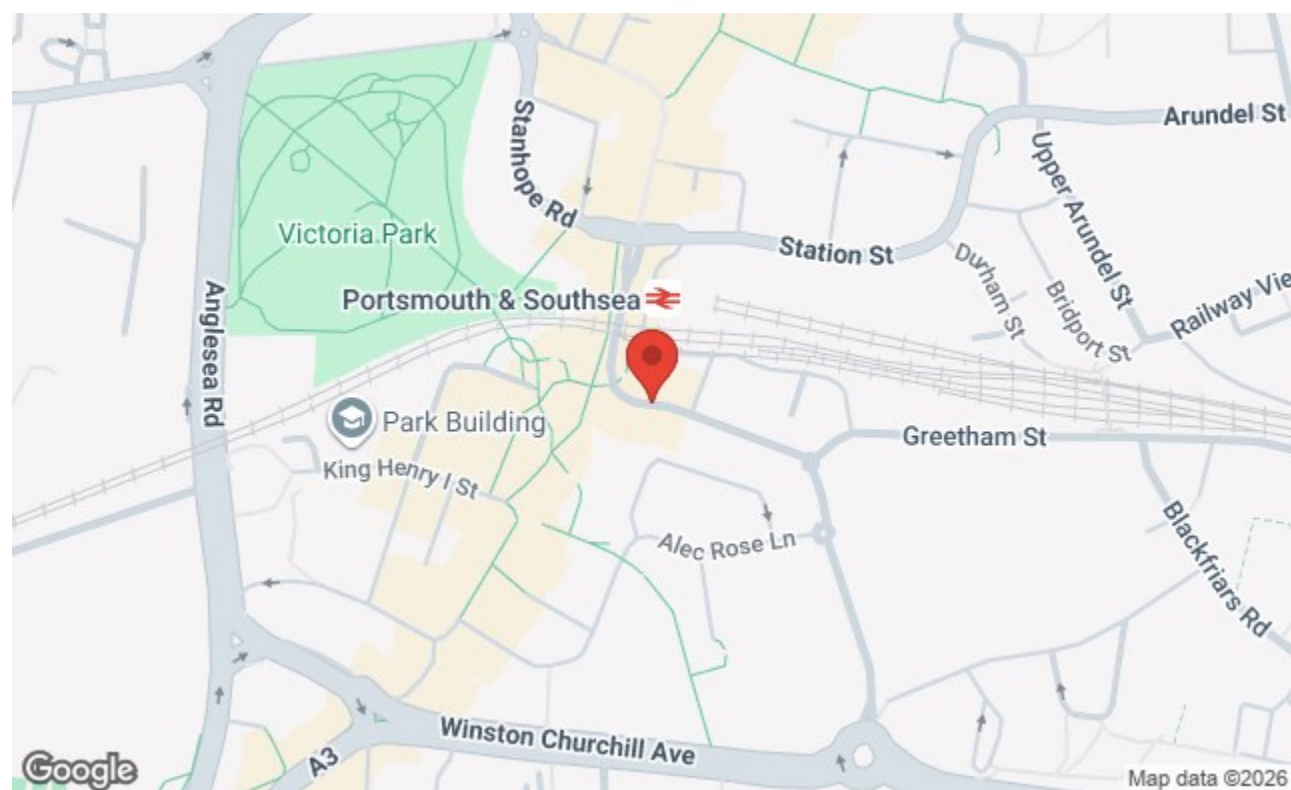 Arundel St
Stanhope Rd
Upper Arundel St
Victoria Park
Station St
Durham St
Bridport St
Railway Vie
Portsmouth & Southsea
Anglesea Rd
Park Building
Greetham St
King Henry I St
Alec Rose Ln
Blackfriars Rd
Winston Churchill Ave
A3
Google
Map data ©2026